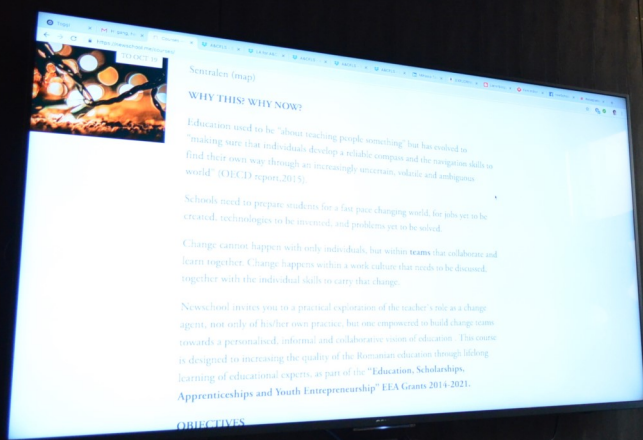 Sentralen (map)
WHY THIS? WHY NOW?
Education used to be "about teaching people something" but has evolved to
"making sure that individuals develop a reliable compass and the navigation skills to
find their own way through an increasingly uncertain, volatile and ambiguous
world" (OECD report,2015).
Schools need to prepare students for a fast pace changing world, for jobs yet to be
created, technologies to be invented, and problems yet to be solved.
Change cannot happen with only individuals, but within teams that collaborate and
learn together. Change happens within a work culture that needs to be discussed,
together with the individual skills to carry that change.
Newschool invites you to a practical exploration of the teacher's role as a change
agent, not only of his/her own practice, but one empowered to build change teams
towards a personalised, informal and collaborative vision of education. This course
is designed to increasing the quality of the Romanian education through lifelong
learning of educational experts, as part of the "Education, Scholarships,
Apprenticeships and Youth Entrepreneurship" EEA Grants 2014-2021.
OBJECTIVES